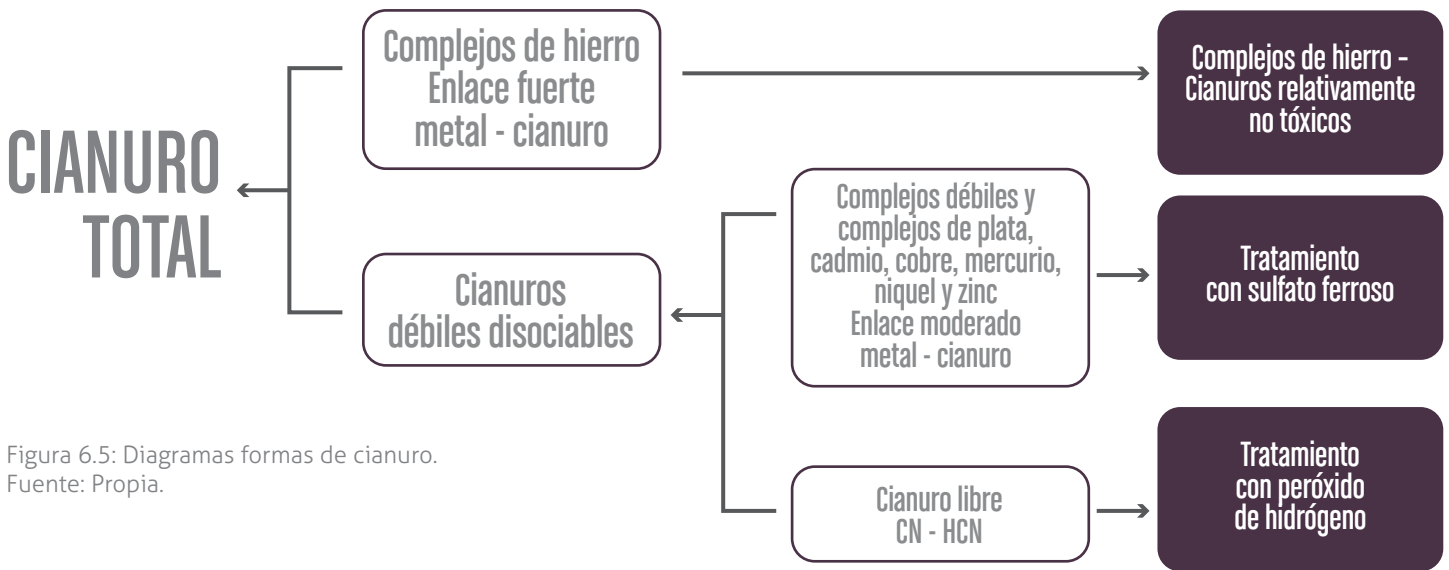 CIANURO
TOTAL
Complejos de hierro
Enlace fuerte
metal - cianuro
Complejos de hierro -
Cianuros relativamente
no tóxicos
Cianuros
débiles disociables
Complejos débiles y
complejos de plata,
cadmio, cobre, mercurio,
niquel y zinc
Enlace moderado
metal - cianuro
Tratamiento
con sulfato ferroso
Cianuro libre
CN - HCN
Tratamiento
con peróxido
de hidrógeno
Figura 6.5: Diagramas formas de cianuro.
Fuente: Propia.